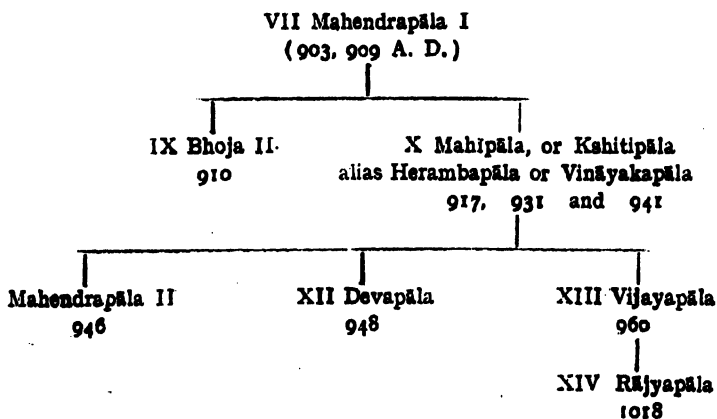 VII Mahendrapāla I
(903, 909 A. D.)
IX Bhoja II.
910
X Mahīpāla, or Kshitipāla
alias Herambapāla or Vināyakapāla
917, 931 and 941
Mahendrapāla II
946
XII Devapāla
948
XIII Vijayapāla
960
XIV Rājyapāla
1018